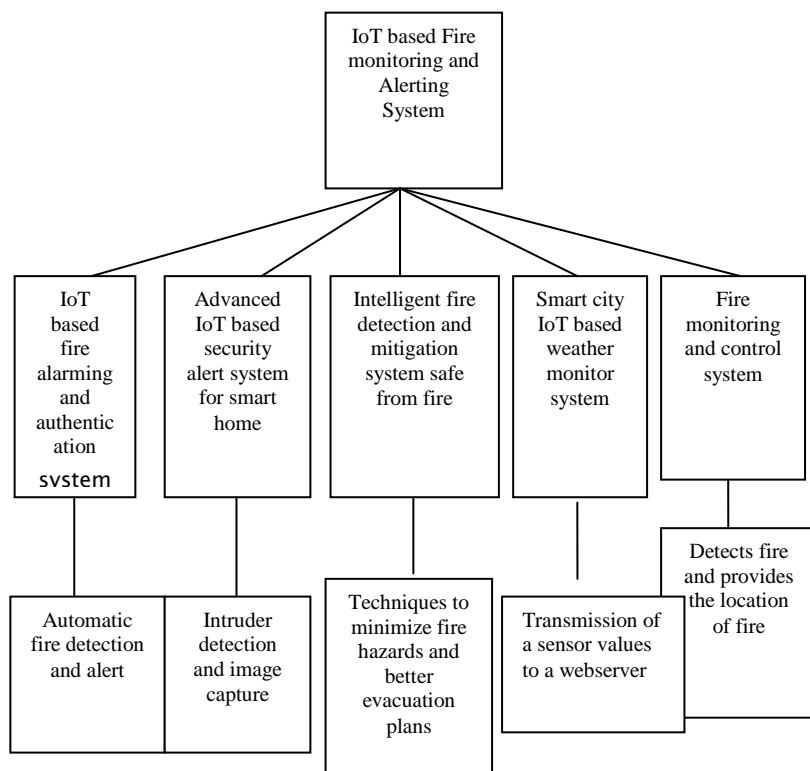 IoT based Fire
monitoring and
Alerting
System
IoT
based
fire
alarming
and
authentic
ation
system
Advanced
IoT based
security
alert system
for smart
home
Intelligent fire
detection and
mitigation
system safe
from fire
Smart city
IoT based
weather
monitor
system
Fire
monitoring
and control
system
Automatic
fire detection
and alert
Intruder
detection
and image
capture
Techniques to
minimize fire
hazards and
better
evacuation
plans
Transmission of
a sensor values
to a webserver
Detects fire
and provides
the location
of fire